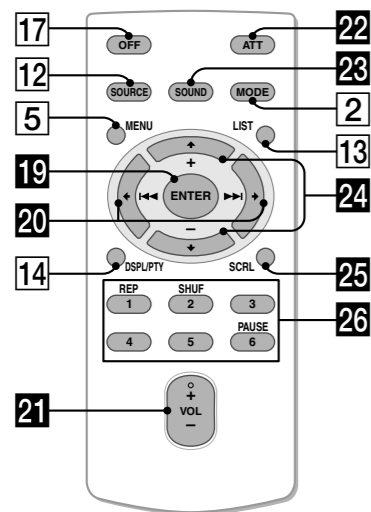 17 OFF ATT 22
12 SOURCE SOUND 23 MODE 2
5 MENU LIST 13
+
19 ENTER 24
20
−
14 DSPL/PTY SCRL 25
REP SHUF
1 2 3
PAUSE 26
4 5 6
+
21 VOL
−